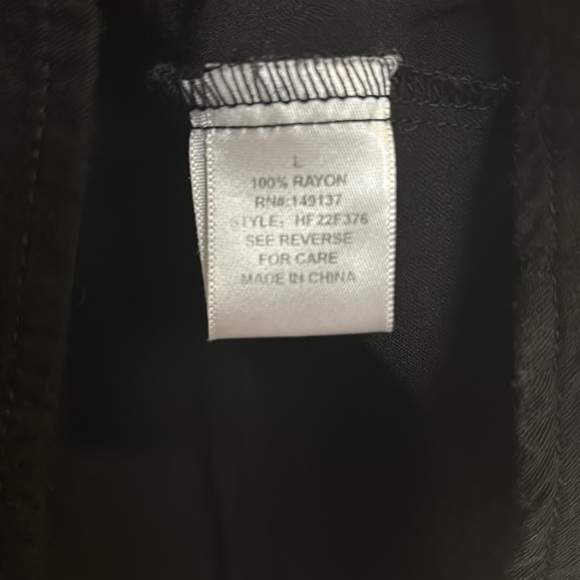 L
100% RAYON
RN#:149137
STYLE: HF22F376
SEE REVERSE
FOR CARE
MADE IN CHINA